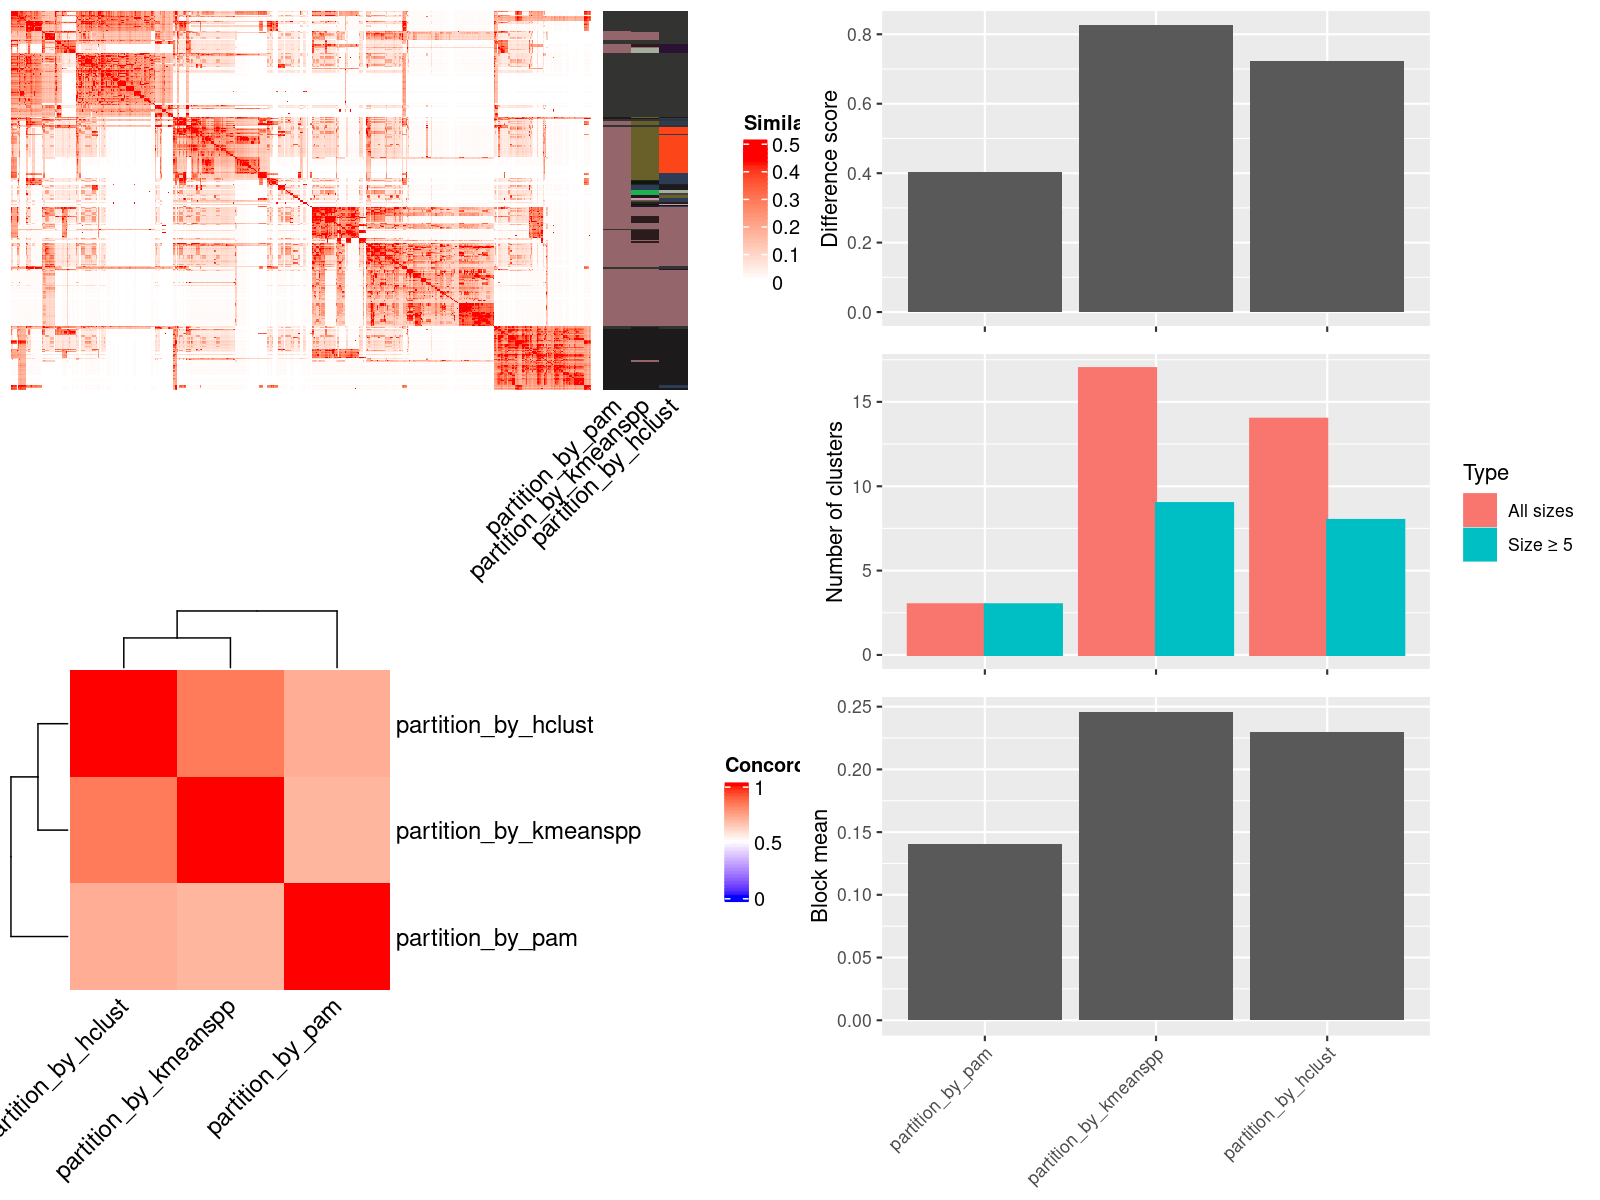 Simila
0.5
0.4
0.3
0.2
0.1
0
partition_by_pam
partition_by_kmeanspp
partition_by_hclust
Difference score
0.8
0.6
0.4
0.2
0.0
Number of clusters
15
10
5
0
Type
All sizes
Size ≥ 5
partition_by_hclust
partition_by_kmeanspp
partition_by_pam
artition_by_hclust
partition_by_kmeanspp
partition_by_pam
Concor
1
0.5
0
Block mean
0.25
0.20
0.15
0.10
0.05
0.00
partition_by_pam
partition_by_kmeanspp
partition_by_hclust